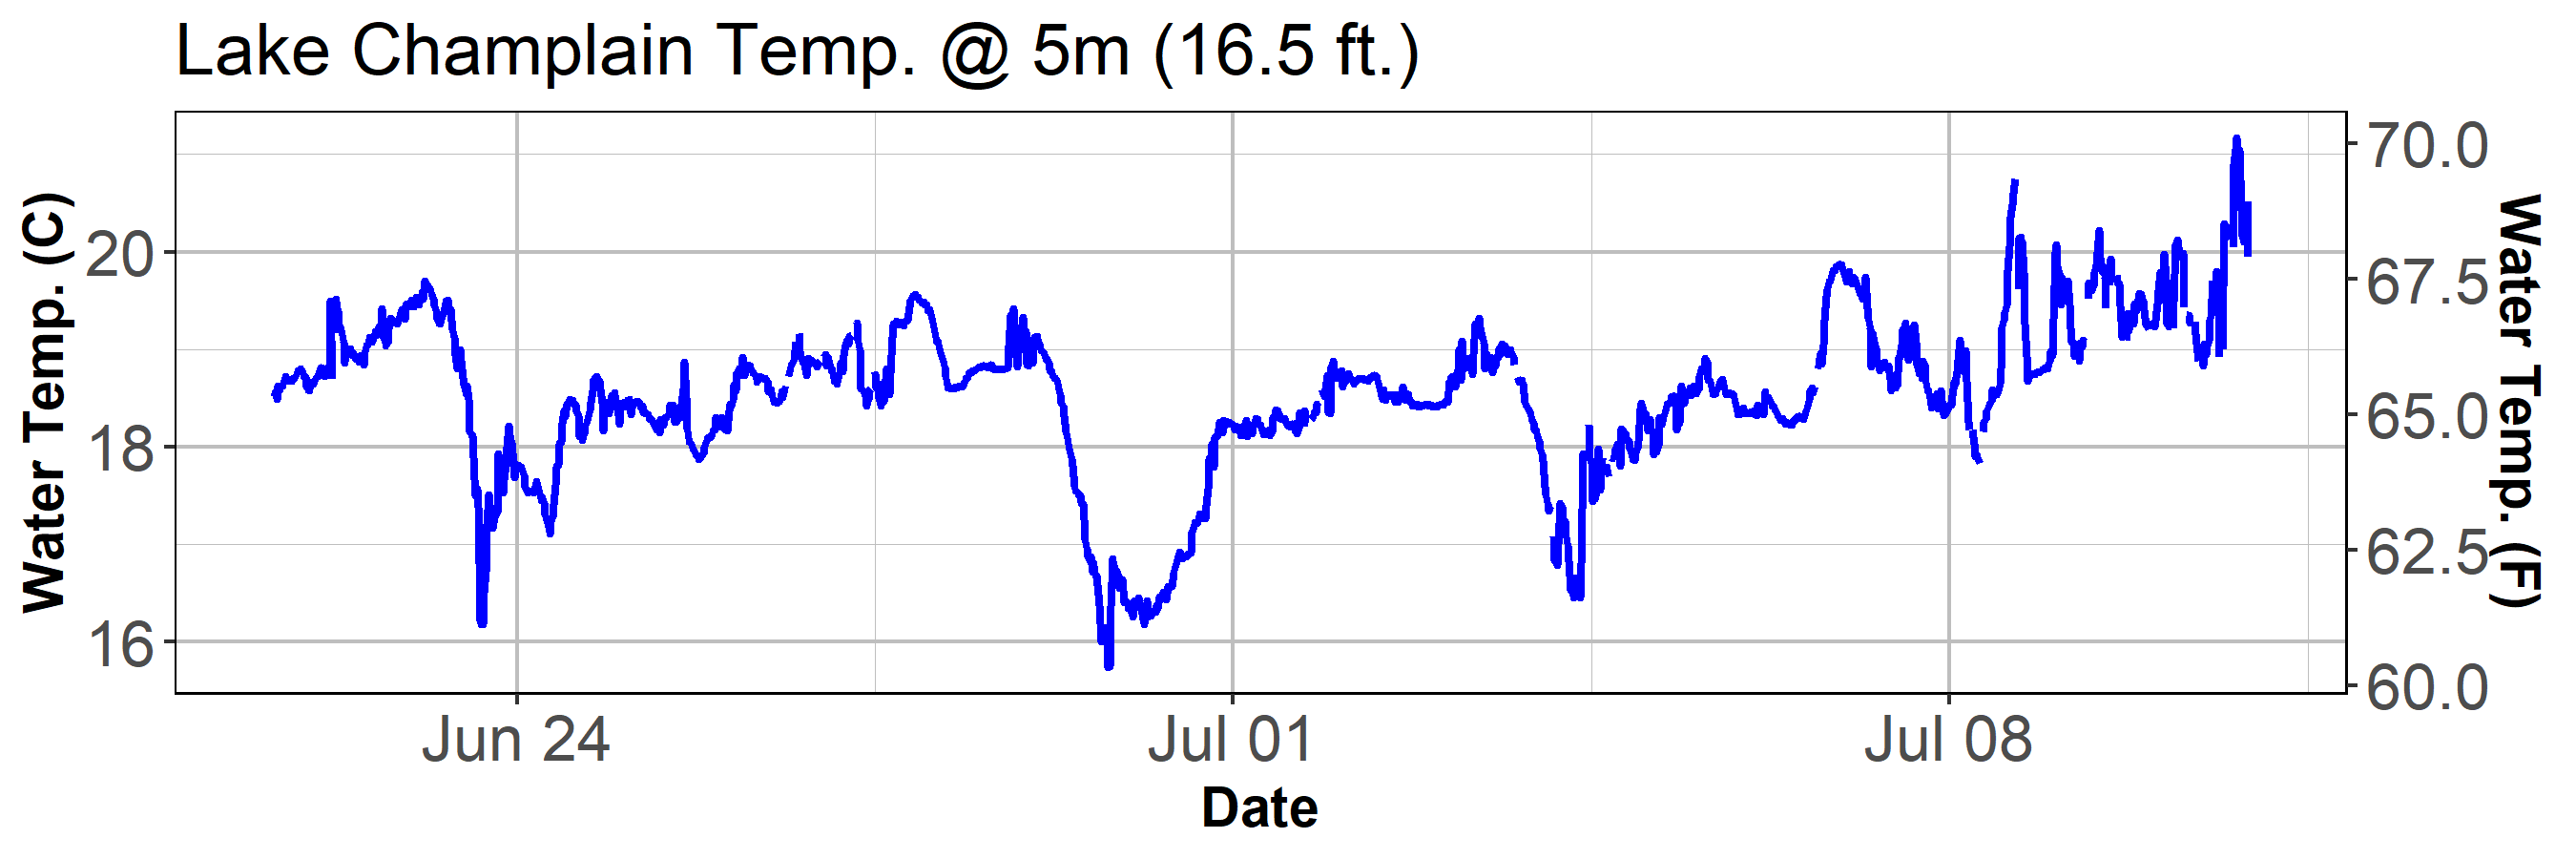 Lake Champlain Temp. @ 5m (16.5 ft.)
Water Temp. (C)
20
18
16
70.0
67.5
65.0
62.5
60.0
Water Temp. (F)
Jun 24
Jul 01
Jul 08
Date